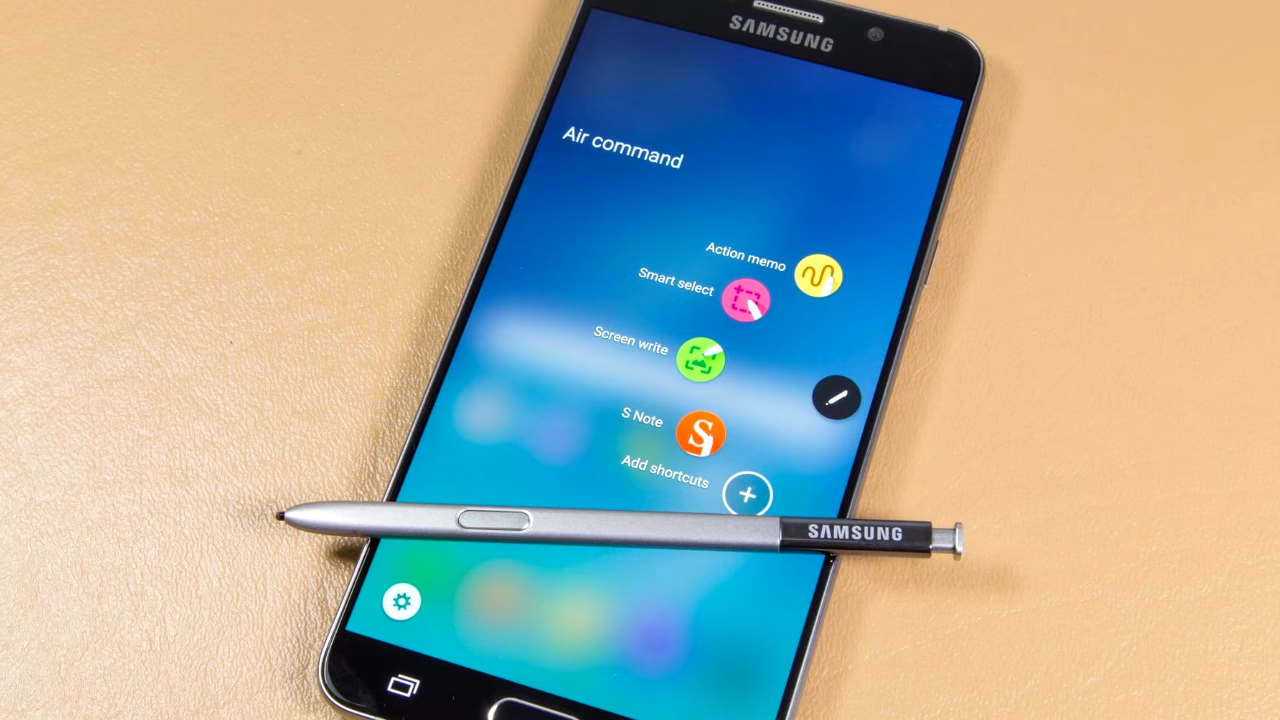 SAMSUNG
Air command
Action memo
Smart select
Screen write
S Note
S
Add shortcuts
SAMSUNG